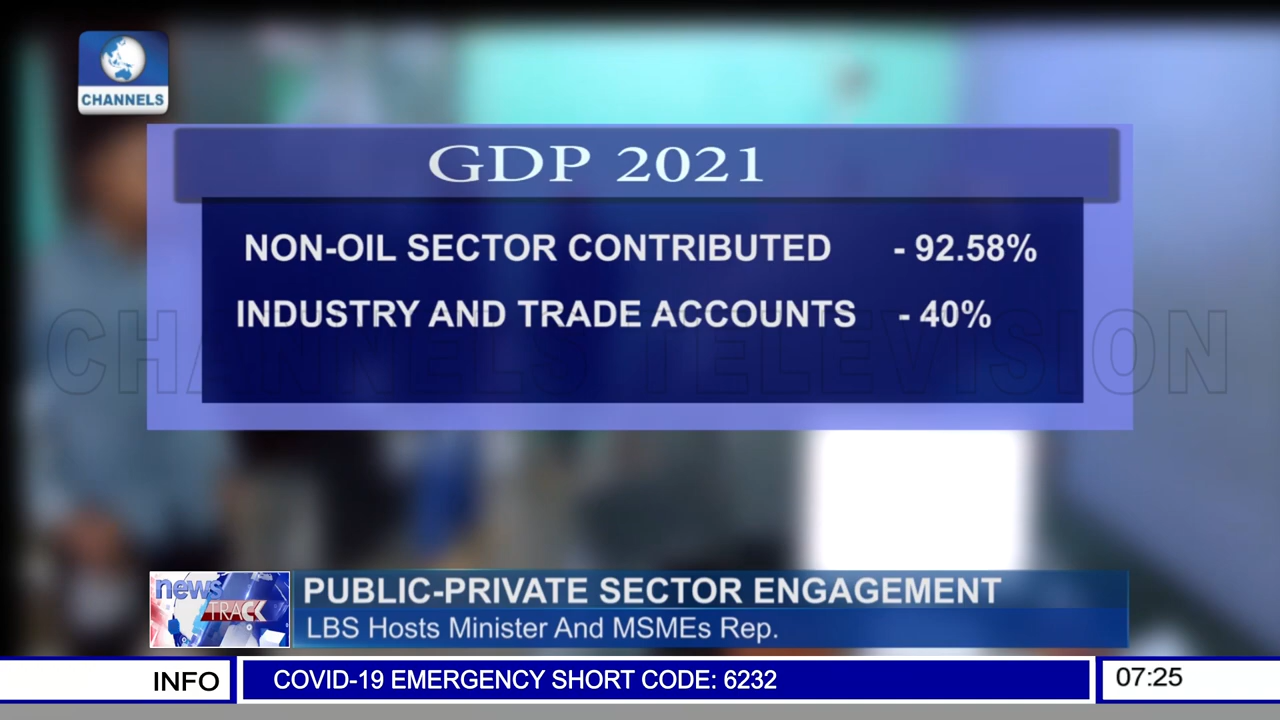 CHANNELS
GDP 2021
NON-OIL SECTOR CONTRIBUTED - 92.58%
INDUSTRY AND TRADE ACCOUNTS - 40%
CHANNELS TELEVISION
news
TRACK
PUBLIC-PRIVATE SECTOR ENGAGEMENT
LBS Hosts Minister And MSMEs Rep.
INFO
COVID-19 EMERGENCY SHORT CODE: 6232
07:25